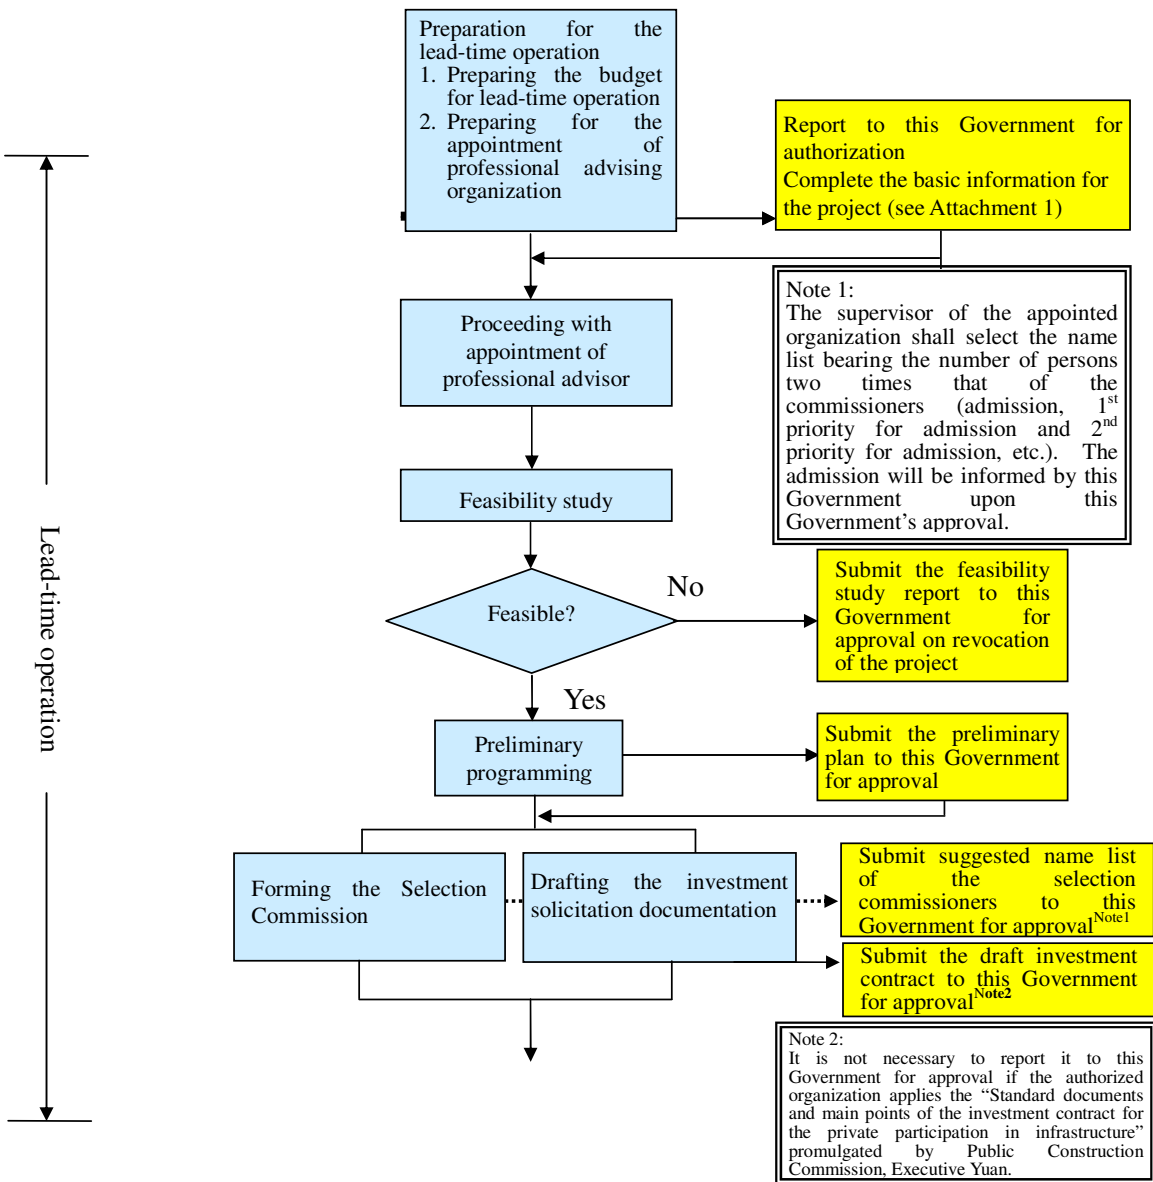 Preparation for the
lead-time operation
1. Preparing the budget
for lead-time operation
2. Preparing for the
appointment of
professional advising
organization
Report to this Government for
authorization
Complete the basic information for
the project (see Attachment 1)
Note 1:
The supervisor of the appointed
organization shall select the name
list bearing the number of persons
two times that of the
commissioners (admission, 1st
priority for admission and 2nd
priority for admission, etc.). The
admission will be informed by this
Government upon this
Government's approval.
Proceeding with
appointment of
professional advisor
Feasibility study
Lead-time operation
Feasible?
No
Submit the feasibility
study report to this
Government for
approval on revocation
of the project
Yes
Preliminary
programming
Submit the preliminary
plan to this Government
for approval
Forming the Selection
Commission
Drafting the investment
solicitation documentation
Submit suggested name list
of the selection
commissioners to this
Government for approvalNote1
Submit the draft investment
contract to this Government
for approvalNote2
Note 2:
It is not necessary to report it to this
Government for approval if the authorized
organization applies the “Standard documents
and main points of the investment contract for
the private participation in infrastructure”
promulgated by Public Construction
Commission, Executive Yuan.